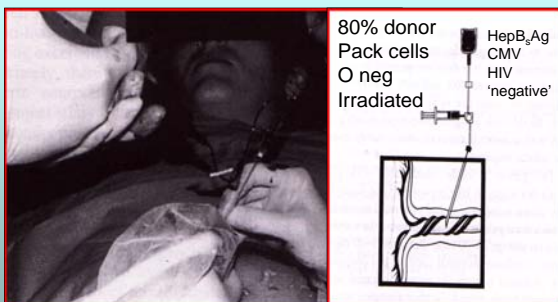 80% donor
Pack cells
O neg
Irradiated
HepBsAg
CMV
HIV
'negative'